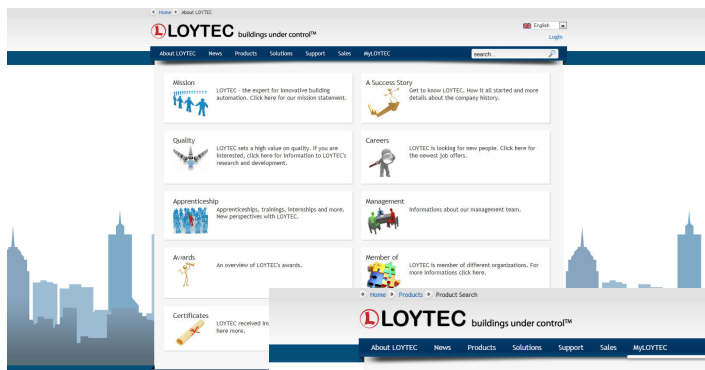 Home About LOYTEC
LOYTEC buildings under control™
English
Login
About LOYTEC News Products Solutions Support Sales MyLOYTEC search...
Mission
LOYTEC - the expert for innovative building
automation. Click here for our mission statement.
A Success Story
Get to know LOYTEC. How it all started and more
details about the company history.
Quality
LOYTEC sets a high value on quality. If you are
interested, click here for information to LOYTEC's
research and development.
Careers
LOYTEC is looking for new people. Click here for
the newest job offers.
Apprenticeship
Apprenticeships, trainings, internships and more.
New perspectives with LOYTEC.
Management
Informations about our management team.
Awards
An overview of LOYTEC's awards.
Member of
LOYTEC is member of different organizations. For
more informations click here.
Certificates
LOYTEC received im
here more.
Home Products Product Search
LOYTEC buildings under control™
About LOYTEC News Products Solutions Support Sales MyLOYTEC